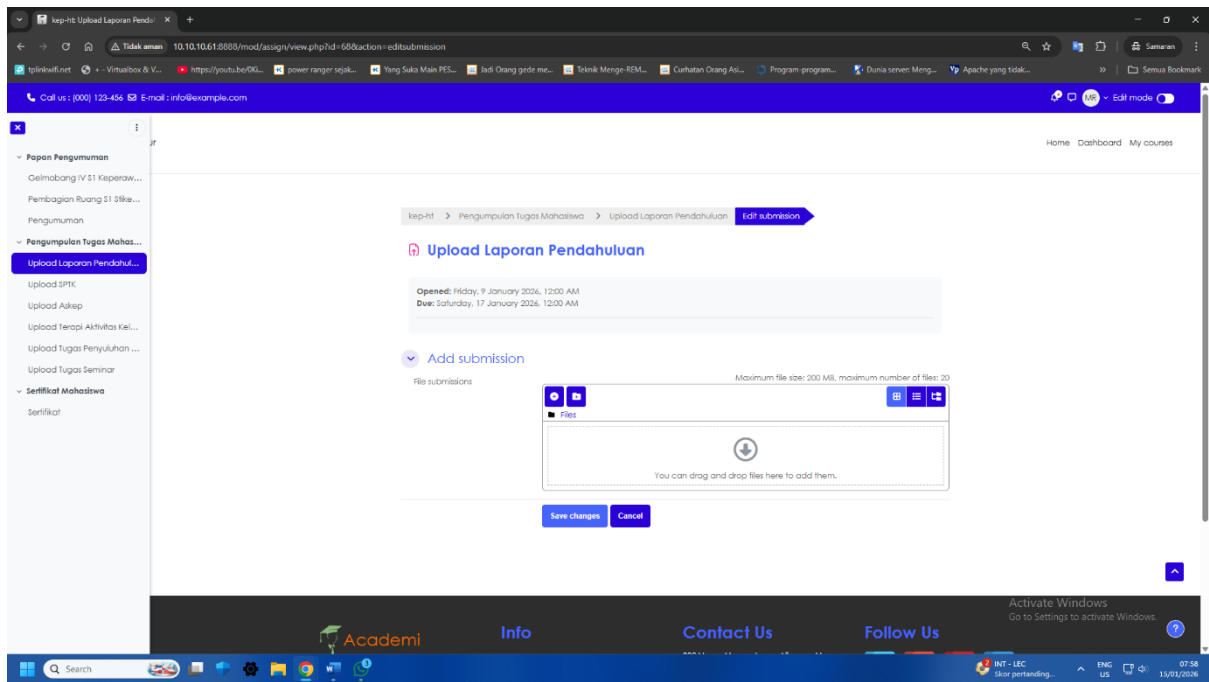 kep-ht: Upload Laporan Penda
Tidak aman 10.10.10.61:8888/mod/assign/view.php?id=68&action=editsubmission Samaran
tplinkwifi.net + - Virtualbox & V... https://youtu.be/0Ki... power ranger sejak... Yang Suka Main PES... Jadi Orang gede me... Teknik Menge-REM... Curhatan Orang Asi... Program-program... Dunia server: Meng... Apache yang tidak... » Semua Bookmark
Call us : (000) 123-456 E-mail : info@example.com MR Edit mode
Home Dashboard My courses
Papan Pengumuman
Gelmobang IV S1 Keperaw...
Pembagian Ruang S1 Stike...
Pengumuman
Pengumpulan Tugas Mahas...
Upload Laporan Pendahul...
Upload SPTK
Upload Askep
Upload Terapi Aktivitas Kel...
Upload Tugas Penyuluhan ...
Upload Tugas Seminar
Sertifikat Mahasiswa
Sertifikat
kep-ht > Pengumpulan Tugas Mahasiswa > Upload Laporan Pendahuluan Edit submission
Upload Laporan Pendahuluan
Opened: Friday, 9 January 2026, 12:00 AM
Due: Saturday, 17 January 2026, 12:00 AM
Add submission
File submissions
Maximum file size: 200 MB, maximum number of files: 20
Files
You can drag and drop files here to add them.
Save changes Cancel
Activate Windows
Go to Settings to activate Windows.
Academi
Info
Contact Us
Follow Us
Search
2 INT - LEC
Skor pertanding...
ENG
US
07:58
15/01/2026